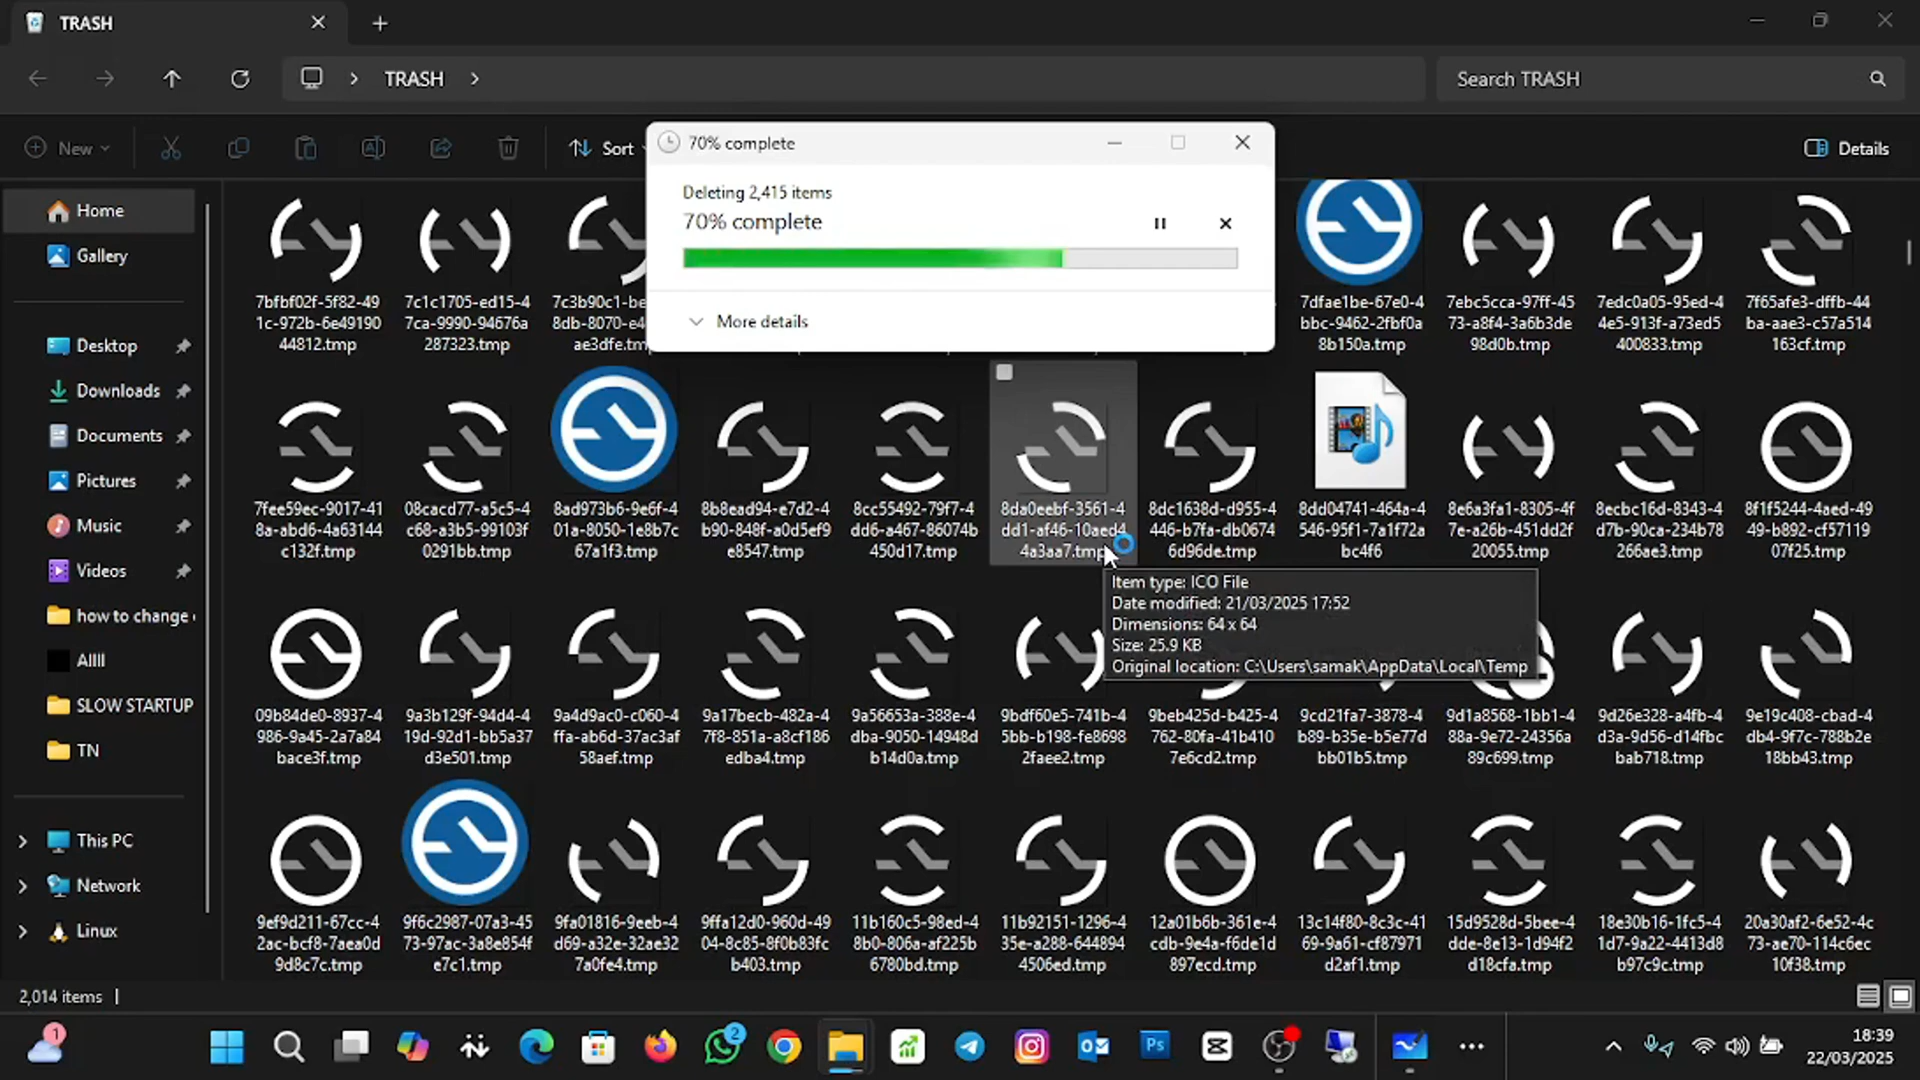 TRASH
TRASH
Search TRASH
New
Sort
Details
70% complete
Deleting 2,415 items
70% complete
More details
Home
Gallery
Desktop
Downloads
Documents
Pictures
Music
Videos
how to change
Allll
SLOW STARTUP
TN
This PC
Network
Linux
7bfbf02f-5f82-49
1c-972b-6e49190
44812.tmp
7c1c1705-ed15-4
7ca-9990-94676a
287323.tmp
7c3b90c1-be
8db-8070-e4
ae3dfe.tm
7dfae1be-67e0-4
bbc-9462-2fbf0a
8b150a.tmp
7ebc5cca-97ff-45
73-a8f4-3a6b3de
98d0b.tmp
7edc0a05-95ed-4
4e5-913f-a73ed5
400833.tmp
7f65afe3-dffb-44
ba-aae3-c57a514
163cf.tmp
7fee59ec-9017-41
8a-abd6-4a63144
c132f.tmp
08cacd77-a5c5-4
c68-a3b5-99103f
0291bb.tmp
8ad973b6-9e6f-4
01a-8050-1e8b7c
67a1f3.tmp
8b8ead94-e7d2-4
b90-848f-a0d5ef9
e8547.tmp
8cc55492-79f7-4
dd6-a467-86074b
450d17.tmp
8da0eebf-3561-4
dd1-af46-10aed4
4a3aa7.tmp
8dc1638d-d955-4
446-b7fa-db0674
6d96de.tmp
8dd04741-464a-4
546-95f1-7a1f72a
bc4f6
8e6a3fa1-8305-4f
7e-a26b-451dd2f
20055.tmp
8ecbc16d-8343-4
d7b-90ca-234b78
266ae3.tmp
8f1f5244-4aed-49
49-b892-cf57119
07f25.tmp
Item type: ICO File
Date modified: 21/03/2025 17:52
Dimensions: 64 x 64
Size: 25.9 KB
Original location: C:\Users\samak\AppData\Local\Temp
09b84de0-8937-4
986-9a45-2a7a84
bace3f.tmp
9a3b129f-94d4-4
19d-92d1-bb5a37
d3e501.tmp
9a4d9ac0-c060-4
ffa-ab6d-37ac3af
58aef.tmp
9a17becb-482a-4
7f8-851a-a8cf186
edba4.tmp
9a56653a-388e-4
dba-9050-14948d
b14d0a.tmp
9bdf60e5-741b-4
5bb-b198-fe8698
2faee2.tmp
9beb425d-b425-4
762-80fa-41b410
7e6cd2.tmp
9cd21fa7-3878-4
b89-b35e-b5e77d
bb01b5.tmp
9d1a8568-1bb1-4
88a-9e72-24356a
89c699.tmp
9d26e328-a4fb-4
d3a-9d56-d14fbc
bab718.tmp
9e19c408-cbad-4
db4-9f7c-788b2e
18bb43.tmp
9ef9d211-67cc-4
2ac-bcf8-7aea0d
9d8c7c.tmp
9f6c2987-07a3-45
73-97ac-3a8e854f
e7c1.tmp
9fa01816-9eeb-4
d69-a32e-32ae32
7a0fe4.tmp
9ffa12d0-960d-49
04-8c85-8f0b83fc
b403.tmp
11b160c5-98ed-4
8b0-806a-af225b
6780bd.tmp
11b92151-1296-4
35e-a288-644894
4506ed.tmp
12a01b6b-361e-4
cdb-9e4a-f6de1d
897ecd.tmp
13c14f80-8c3c-41
69-9a61-cf87971
d2af1.tmp
15d9528d-5bee-4
dde-8e13-1d94f2
d18cfa.tmp
18e30b16-1fc5-4
1d7-9a22-4413d8
b97c9c.tmp
20a30af2-6e52-4c
73-ae70-114c6ec
10f38.tmp
2,014 items
1
2
Ps
18:39
22/03/2025